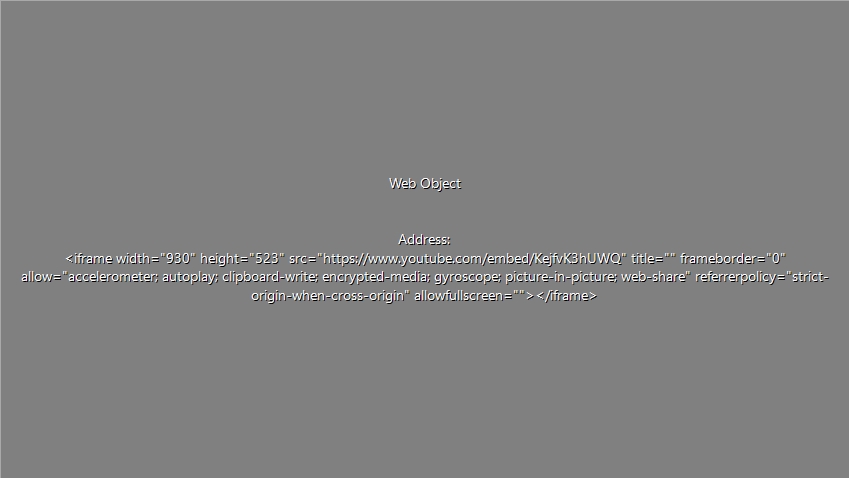 Web Object
Address:
<iframe width="930" height="523" src="https://www.youtube.com/embed/KejfvK3hUWQ" title="" frameborder="0"
allow="accelerometer; autoplay; clipboard-write; encrypted-media; gyroscope; picture-in-picture; web-share" referrerpolicy="strict-
origin-when-cross-origin" allowfullscreen=""></iframe>